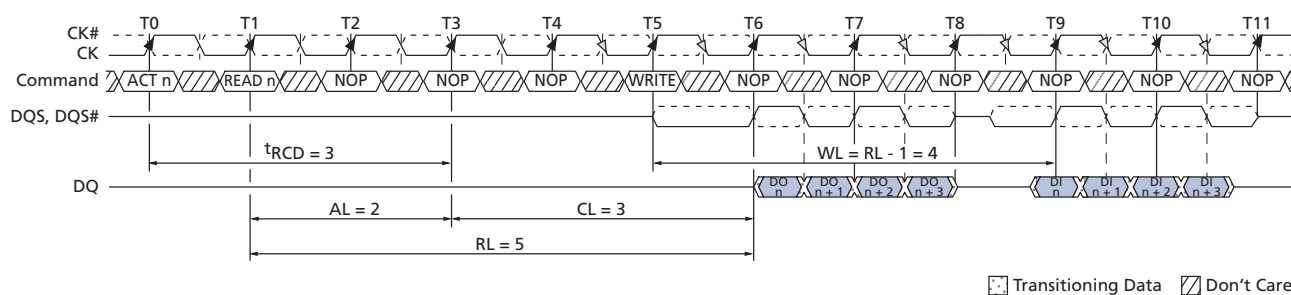 T0 T1 T2 T3 T4 T5 T6 T7 T8 T9 T10 T11
CK#
CK
Command ACT n READ n NOP NOP NOP WRITE NOP NOP NOP NOP NOP NOP
DQS, DQS#
tRCD = 3 WL = RL - 1 = 4
DQ DO n DO n + 1 DO n + 2 DO n + 3 DI n DI n + 1 DI n + 2 DI n + 3
AL = 2 CL = 3
RL = 5
Transitioning Data Don't Care